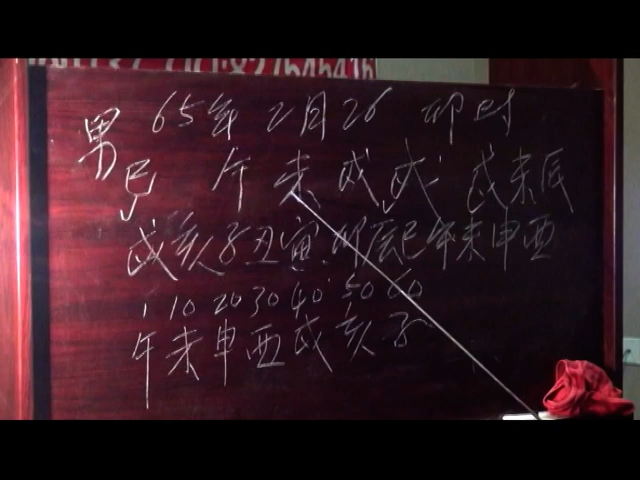 男 65年 2月26 卯时
巳 午 未 戌 戌 戌 未 辰
戌亥子丑寅卯辰巳午未申酉
1 10 20 30 40 50 60
午未申酉戌亥子